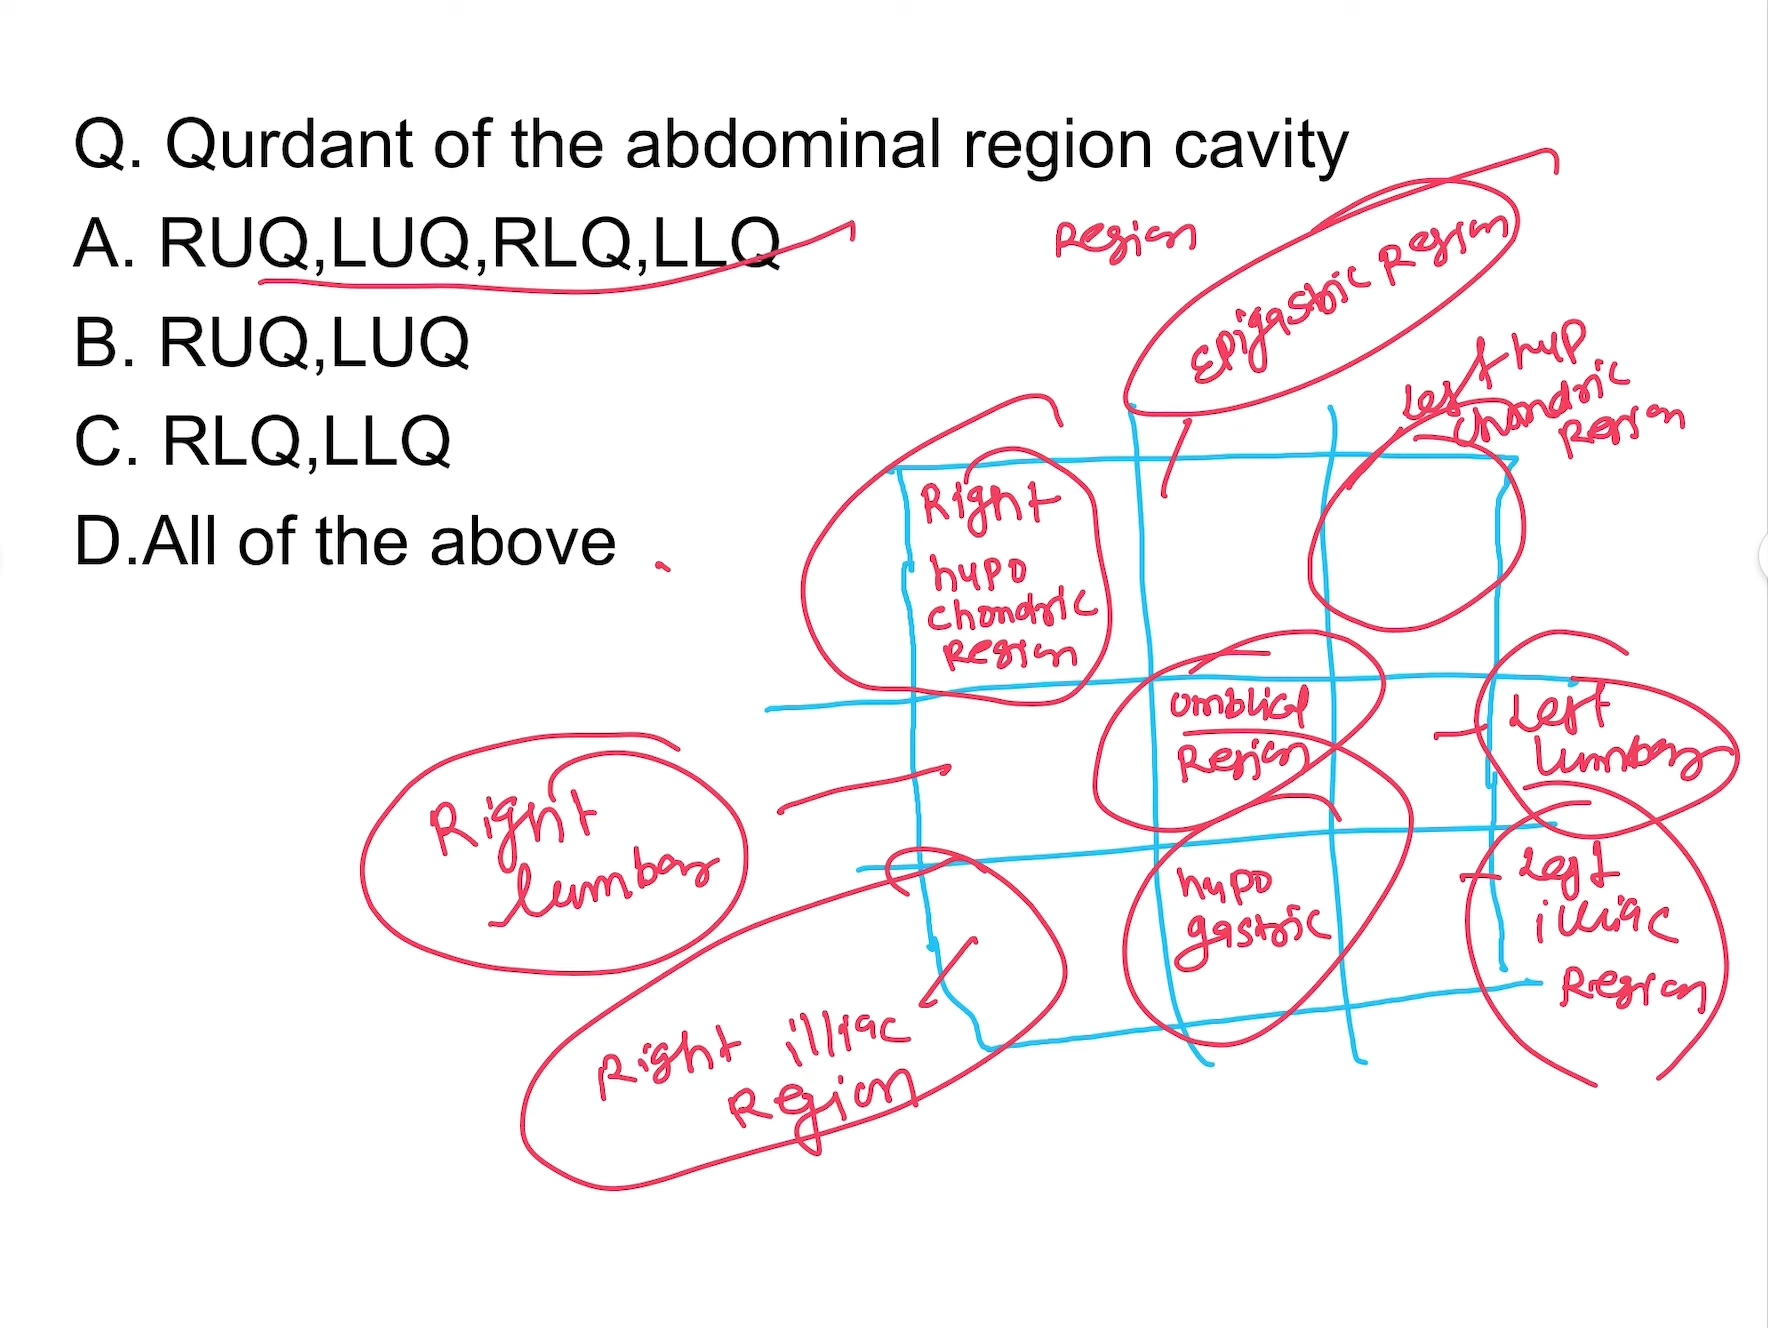 Q. Qurdant of the abdominal region cavity
A. RUQ,LUQ,RLQ,LLQ
B. RUQ,LUQ
C. RLQ,LLQ
D.All of the above
Region
Epigastric Region
Left hyp
chondric
Region
Right
hypo
chondric
Region
Right
lumbar
umblical
Region
Left
lumbar
Right illiac
Region
hypo
gastric
Left
illiac
Region